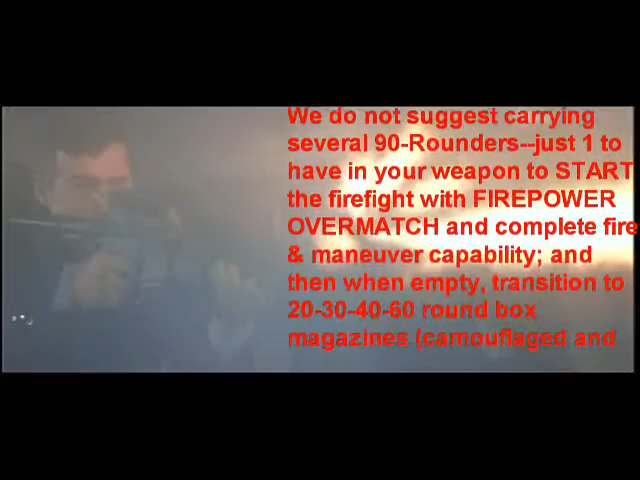 We do not suggest carrying
several 90-Rounders--just 1 to
have in your weapon to START
the firefight with FIREPOWER
OVERMATCH and complete fire
& maneuver capability; and
then when empty, transition to
20-30-40-60 round box
magazines (camouflaged and